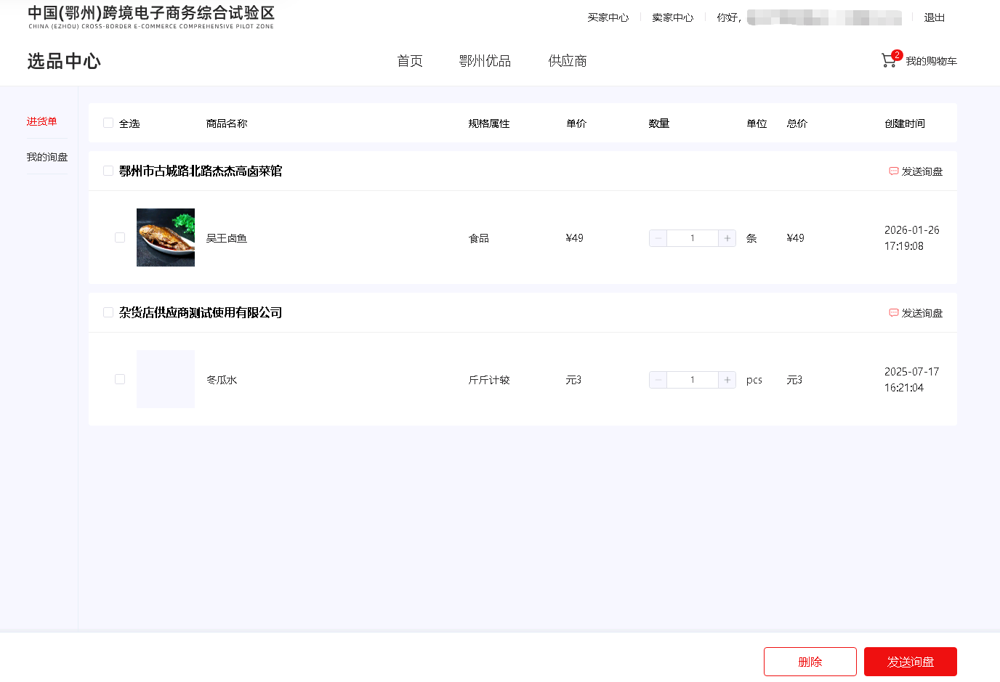 中国(鄂州)跨境电子商务综合试验区
CHINA (EZHOU) CROSS-BORDER E-COMMERCE COMPREHENSIVE PILOT ZONE
买家中心 卖家中心 你好, 退出
选品中心 首页 鄂州优品 供应商 2 我的购物车
进货单
我的询盘
全选 商品名称 规格属性 单价 数量 单位 总价 创建时间
鄂州市古城路北路杰杰高卤菜馆 发送询盘
吴王卤鱼 食品 ¥49 − 1 + 条 ¥49 2026-01-26
17:19:08
杂货店供应商测试使用有限公司 发送询盘
冬瓜水 斤斤计较 元3 − 1 + pcs 元3 2025-07-17
16:21:04
删除 发送询盘